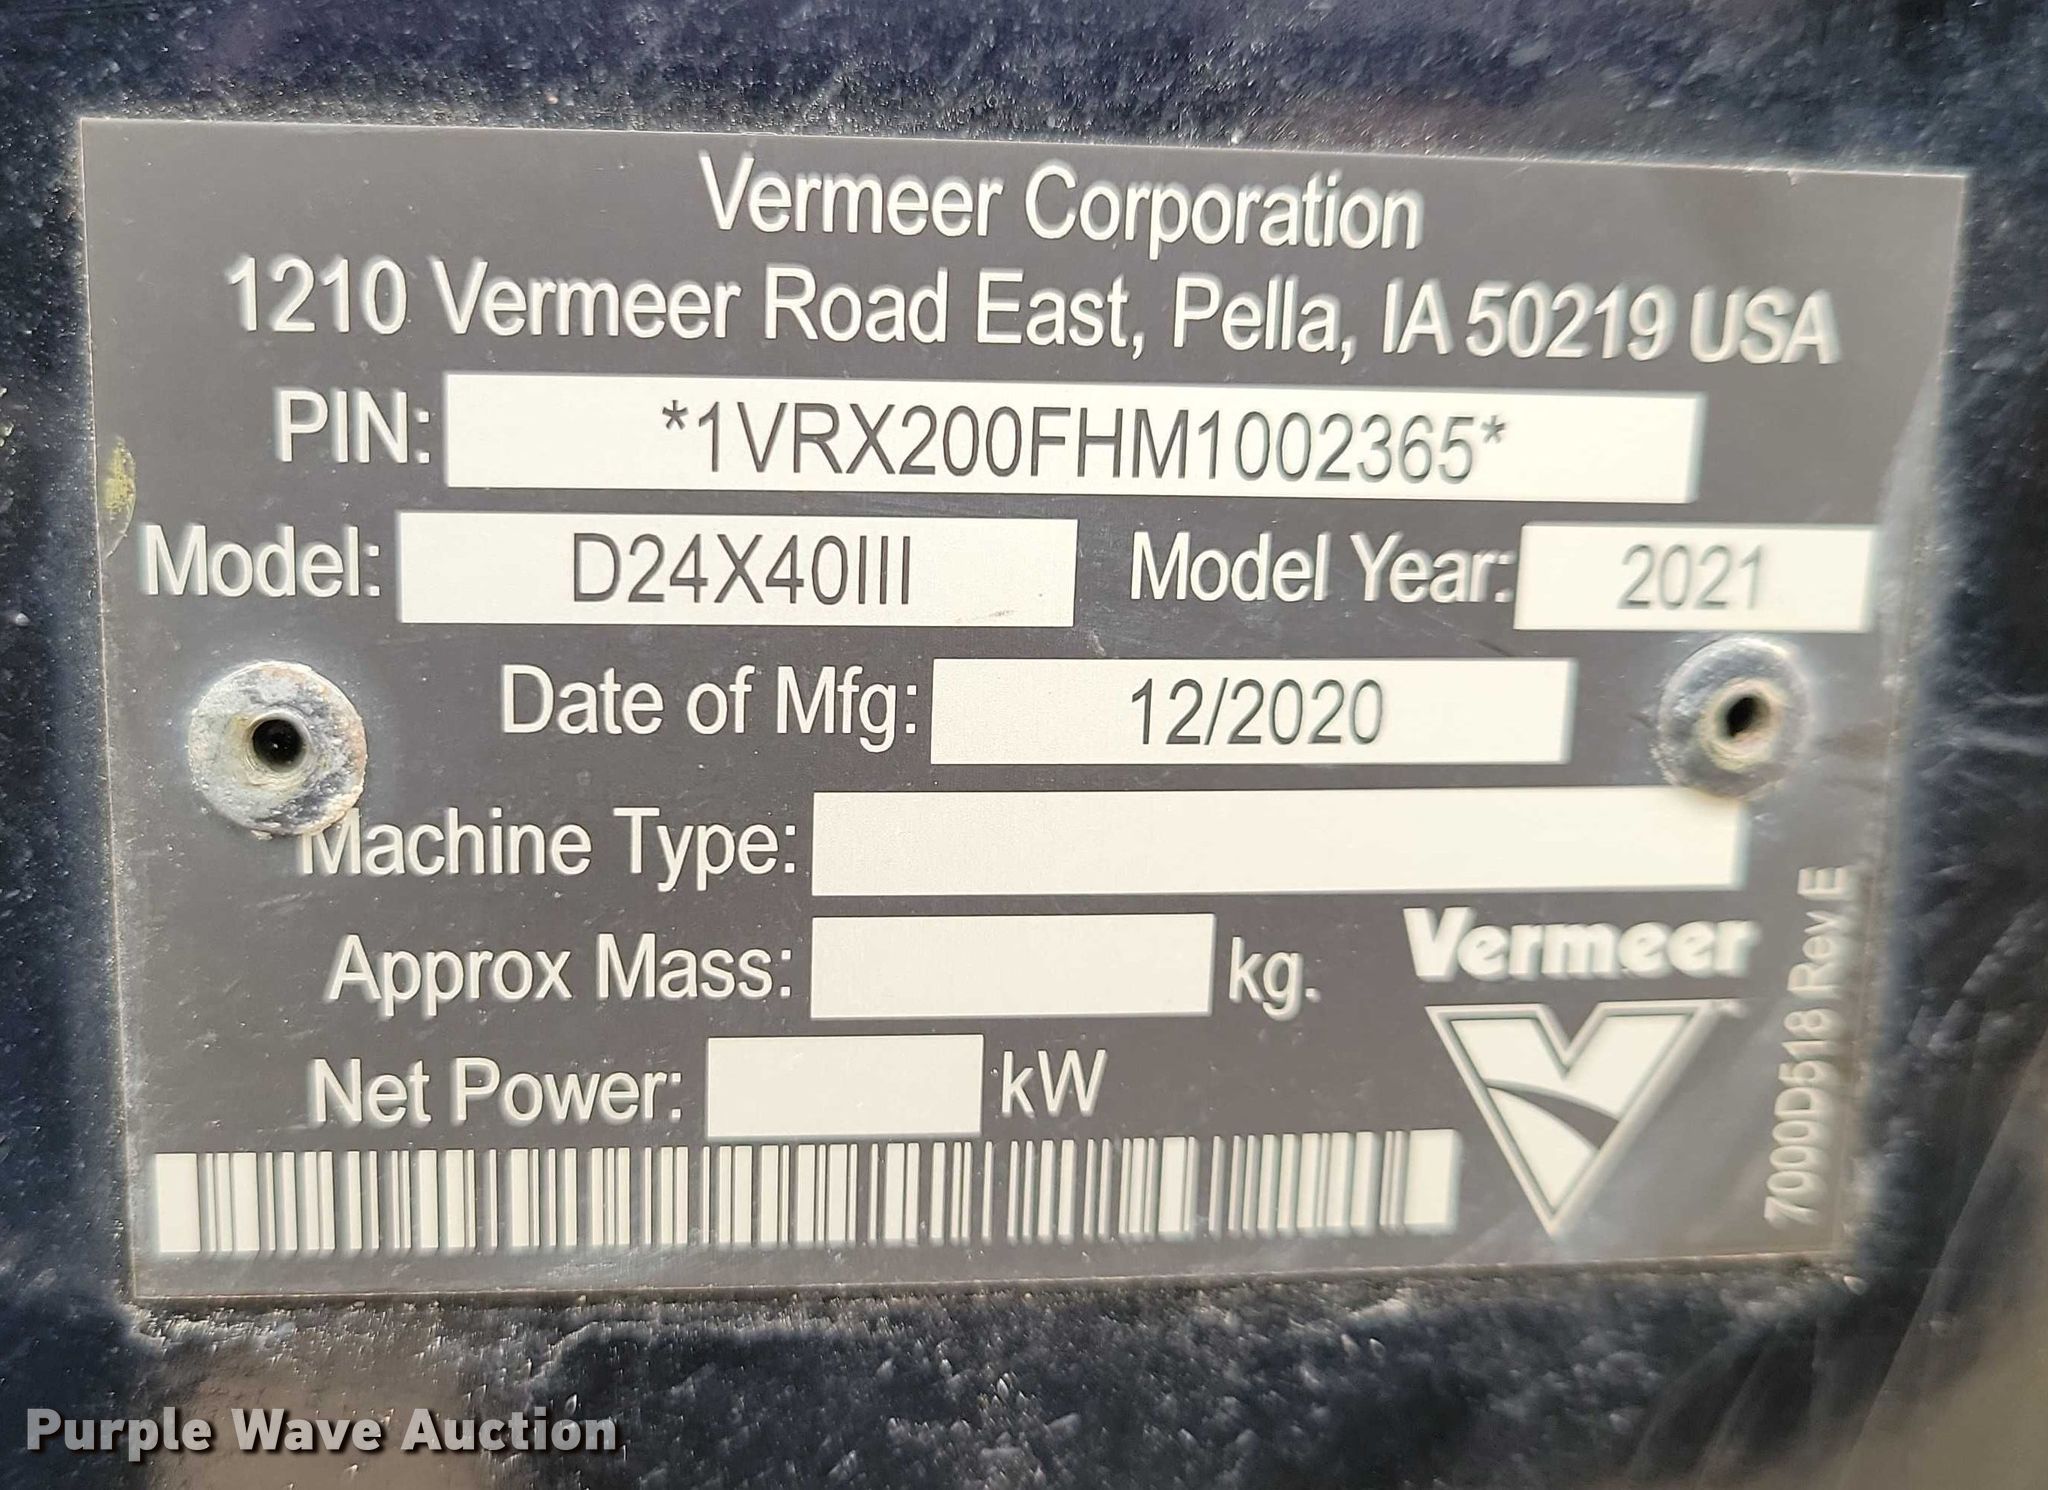 Vermeer Corporation
1210 Vermeer Road East, Pella, IA 50219 USA
PIN: *1VRX200FHM1002365*
Model: D24X40III Model Year: 2021
Date of Mfg: 12/2020
Machine Type:
Approx Mass: kg.
Net Power: kW
Vermeer
7000D518 Rev E
Purple Wave Auction